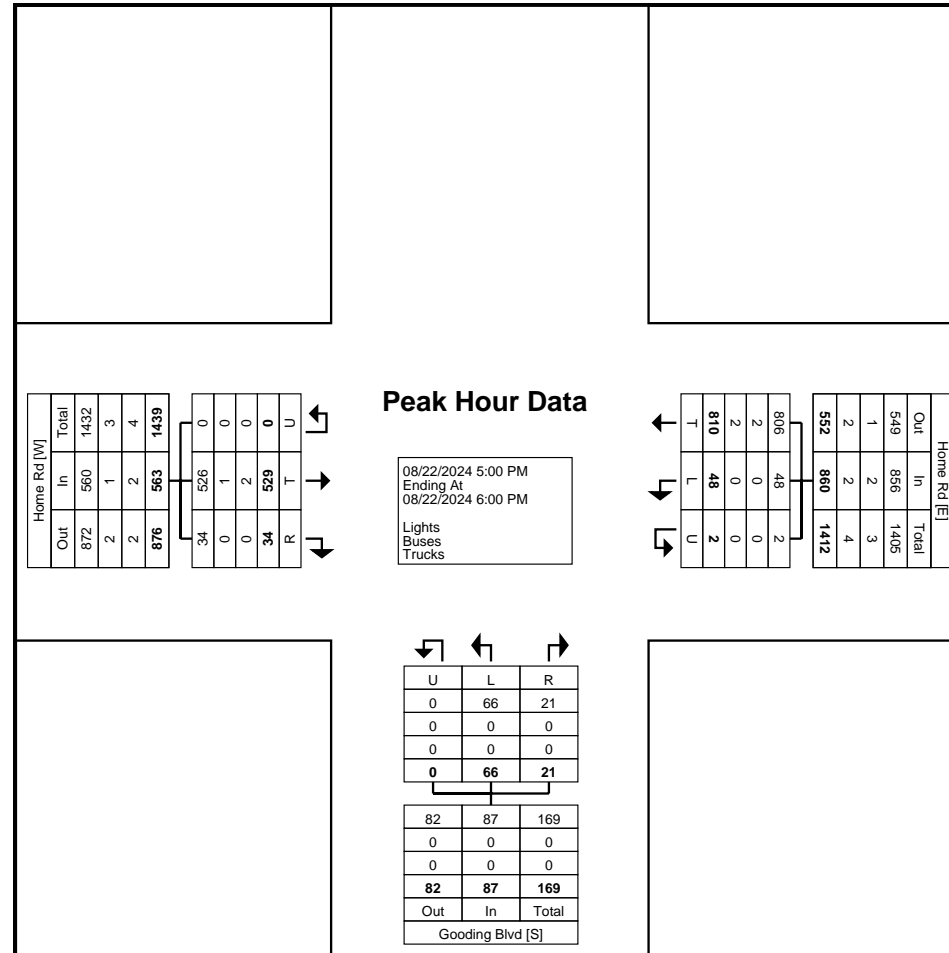 Peak Hour Data
08/22/2024 5:00 PM
Ending At
08/22/2024 6:00 PM
Lights
Buses
Trucks
Home Rd [W]
Out In Total
872 560 1432
2 1 3
2 2 4
876 563 1439
34 526 0
0 1 0
0 2 0
34 529 0
R T U
Home Rd [E]
Out In Total
549 856 1405
1 2 3
2 2 4
552 860 1412
806 48 2
2 0 0
2 0 0
810 48 2
T L U
U L R
0 66 21
0 0 0
0 0 0
0 66 21
82 87 169
0 0 0
0 0 0
82 87 169
Out In Total
Gooding Blvd [S]